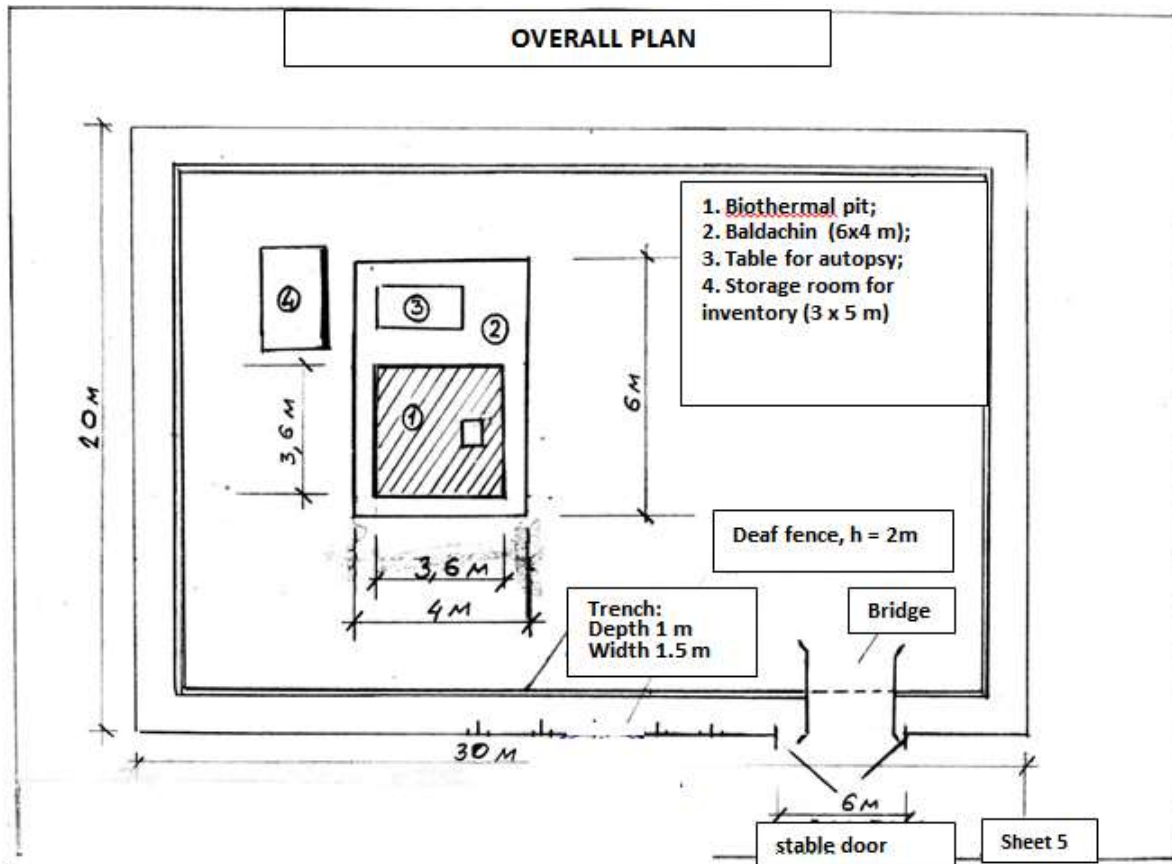 OVERALL PLAN
1. Biothermal pit;
2. Baldachin (6x4 m);
3. Table for autopsy;
4. Storage room for
inventory (3 x 5 m)
4
3
2
1
20 м
3,6 м
6 м
3,6 м
4 м
Deaf fence, h = 2m
Trench:
Depth 1 m
Width 1.5 m
Bridge
30 м
6 м
stable door
Sheet 5